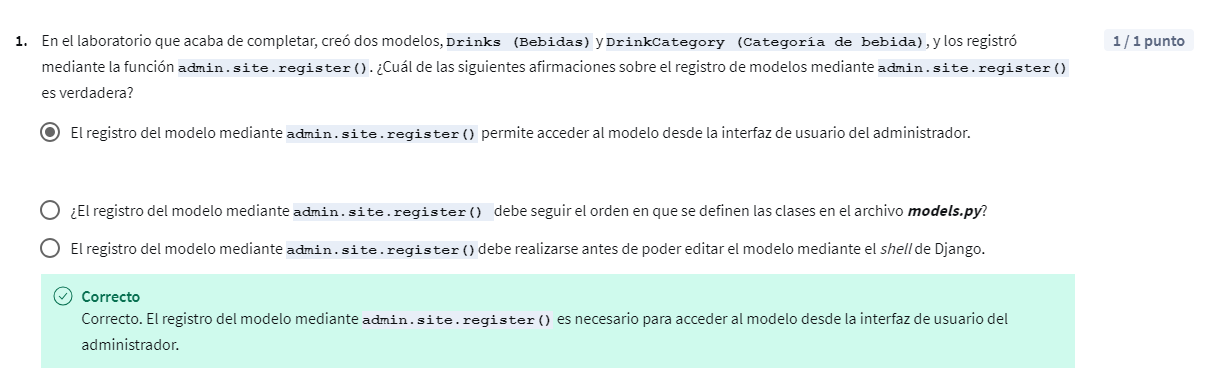 1. En el laboratorio que acaba de completar, creó dos modelos, Drinks (Bebidas) y DrinkCategory (Categoría de bebida), y los registró
1 / 1 punto
mediante la función admin.site.register(). ¿Cuál de las siguientes afirmaciones sobre el registro de modelos mediante admin.site.register()
es verdadera?
El registro del modelo mediante admin.site.register() permite acceder al modelo desde la interfaz de usuario del administrador.
¿El registro del modelo mediante admin.site.register() debe seguir el orden en que se definen las clases en el archivo models.py?
El registro del modelo mediante admin.site.register() debe realizarse antes de poder editar el modelo mediante el shell de Django.
Correcto
Correcto. El registro del modelo mediante admin.site.register() es necesario para acceder al modelo desde la interfaz de usuario del
administrador.